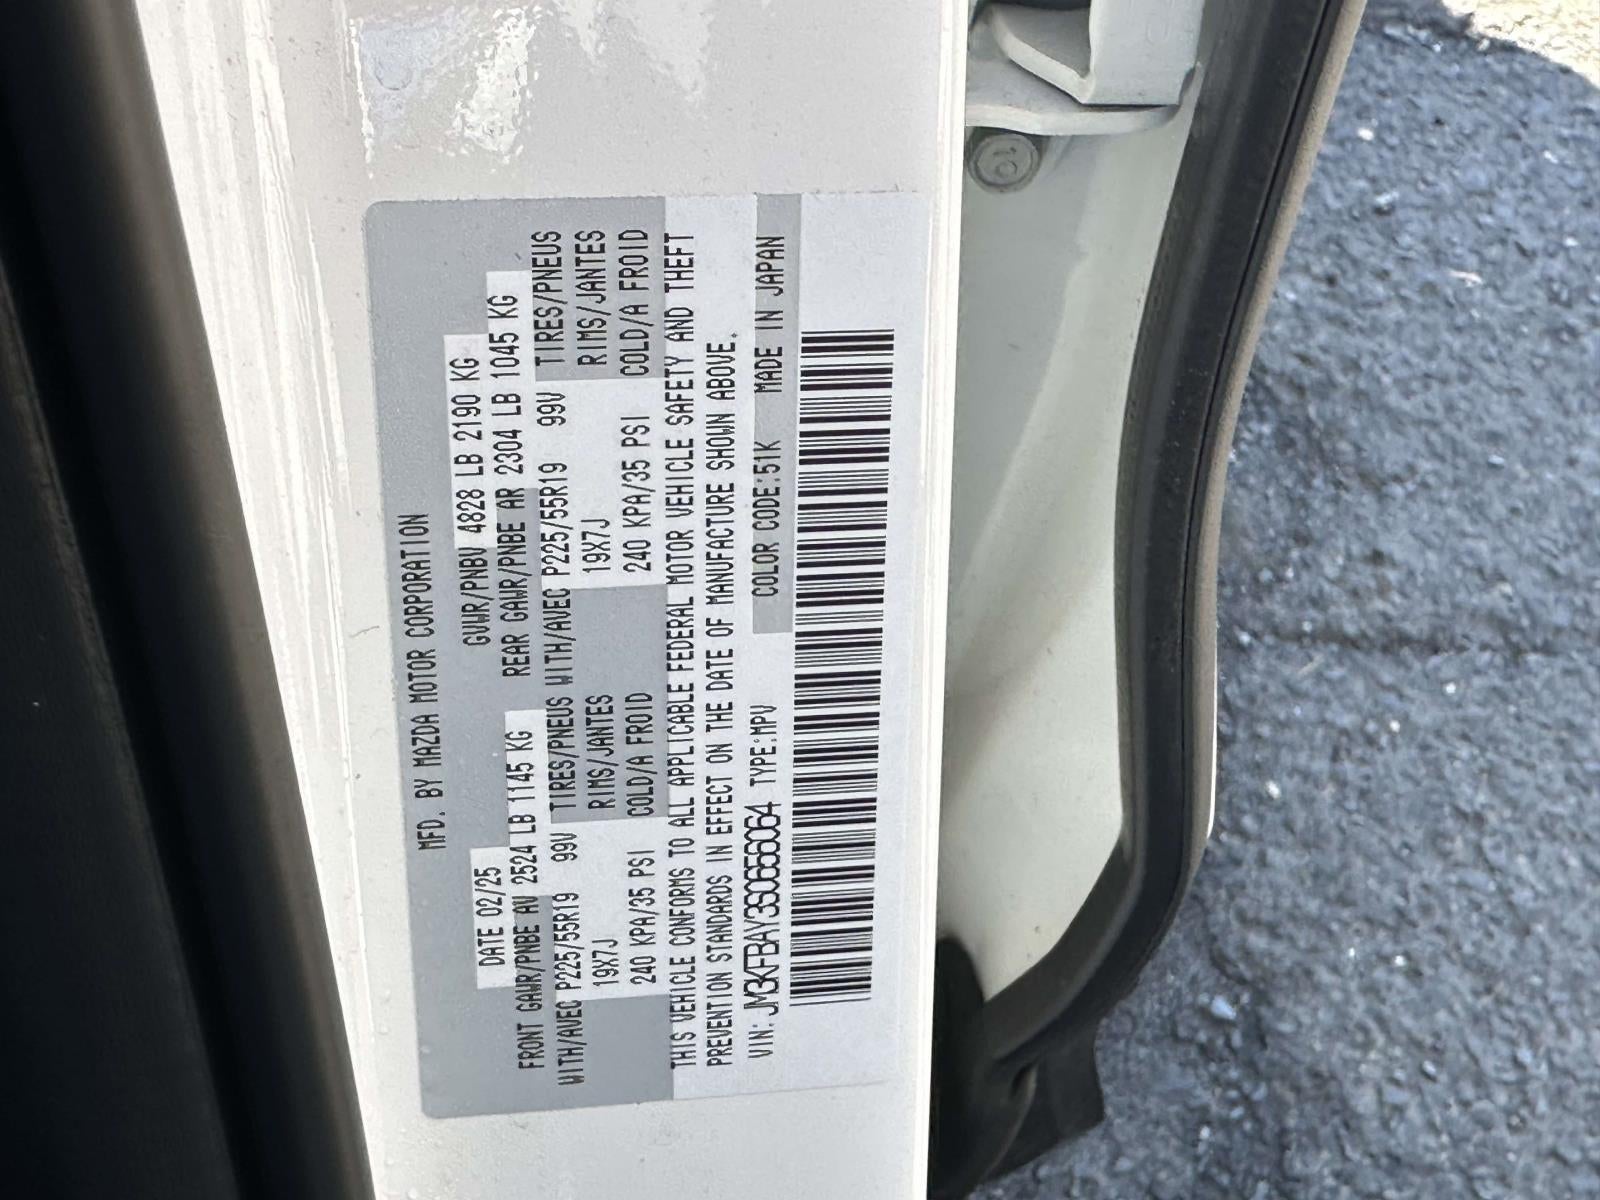 MFD. BY MAZDA MOTOR CORPORATION
DATE 02/25 GVWR/PNBV 4828 LB 2190 KG
FRONT GAWR/PNBE AV 2524 LB 1145 KG REAR GAWR/PNBE AR 2304 LB 1045 KG
WITH/AVEC P225/55R19 99V TIRES/PNEUS WITH/AVEC P225/55R19 99V TIRES/PNEUS
19X7J RIMS/JANTES 19X7J RIMS/JANTES
240 KPA/35 PSI COLD/A FROID 240 KPA/35 PSI COLD/A FROID
THIS VEHICLE CONFORMS TO ALL APPLICABLE FEDERAL MOTOR VEHICLE SAFETY AND THEFT
PREVENTION STANDARDS IN EFFECT ON THE DATE OF MANUFACTURE SHOWN ABOVE.
VIN: JM3KFBAY3S0656064 TYPE:MPV COLOR CODE:51K MADE IN JAPAN
10